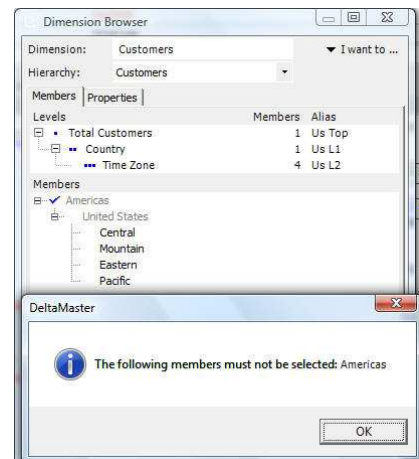 Dimension Browser
Dimension: Customers ▼ I want to ...
Hierarchy: Customers
Members Properties
Levels Members Alias
Total Customers 1 Us Top
Country 1 Us L1
Time Zone 4 Us L2
Members
Americas
United States
Central
Mountain
Eastern
Pacific
DeltaMaster
The following members must not be selected: Americas
OK